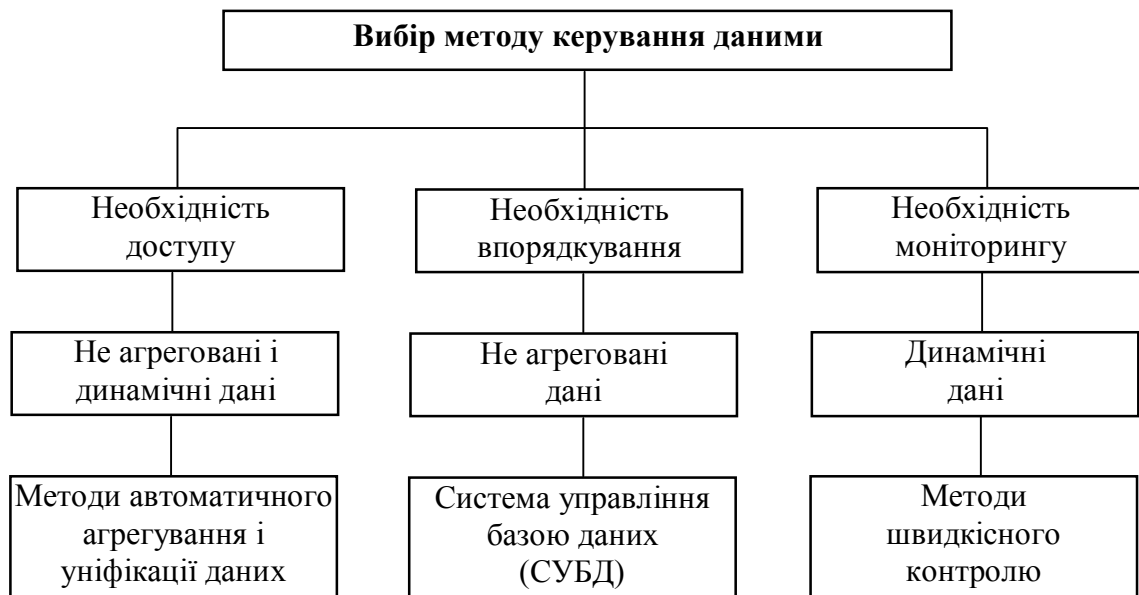 Вибір методу керування даними
Необхідність
доступу
Необхідність
впорядкування
Необхідність
моніторингу
Не агреговані і
динамічні дані
Не агреговані
дані
Динамічні
дані
Методи автоматичного
агрегування і
уніфікації даних
Система управління
базою даних
(СУБД)
Методи
швидкісного
контролю